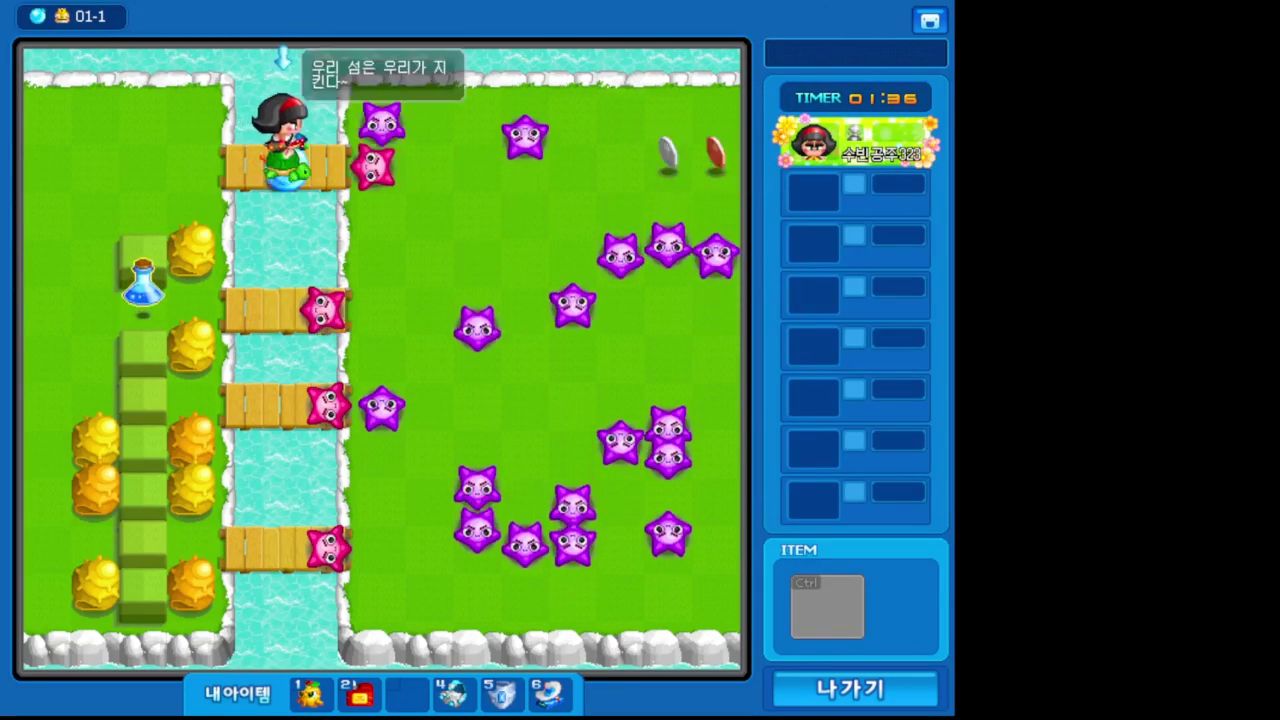 01-1
우리 섬은 우리가 지
킨다~
TIMER 01:36
수빈공주323
ITEM
Ctrl
내아이템
1
2
4
5
6
나가기